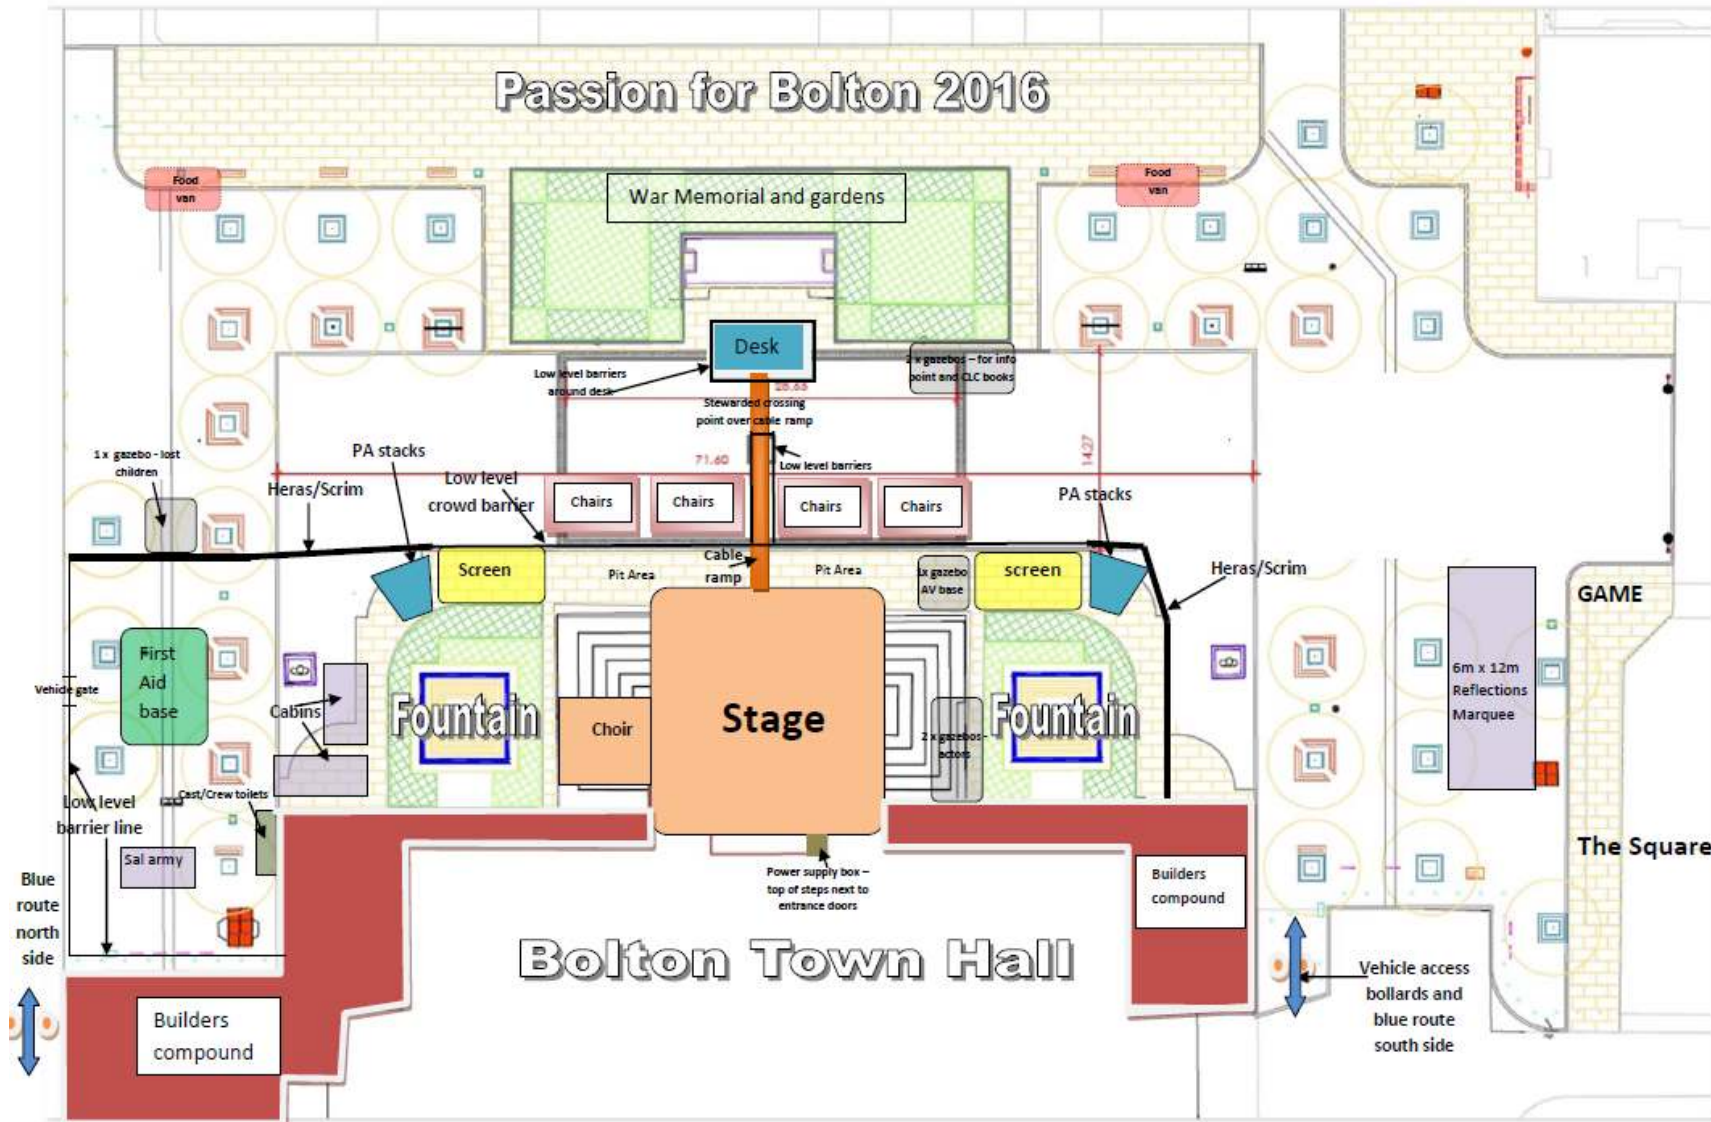 Passion for Bolton 2016
Food
van
Food
van
War Memorial and gardens
Desk
Low level barriers
around desk
2 x gazebos – for info
point and CLC books
28.65
Stewarded crossing
point over cable ramp
1 x gazebo - lost
children
PA stacks
Heras/Scrim
Low level
crowd barrier
71.60
Low level barriers
14.27
PA stacks
Chairs
Chairs
Chairs
Chairs
Screen
Pit Area
Cable
ramp
Pit Area
1x gazebo
AV base
screen
Heras/Scrim
GAME
First
Aid
base
Vehicle gate
Cabins
Fountain
Choir
Stage
2 x gazebos -
actors
Fountain
6m x 12m
Reflections
Marquee
Cast/Crew toilets
Low level
barrier line
Sal army
Blue
route
north
side
Power supply box –
top of steps next to
entrance doors
Builders
compound
The Square
Bolton Town Hall
Vehicle access
bollards and
blue route
south side
Builders
compound